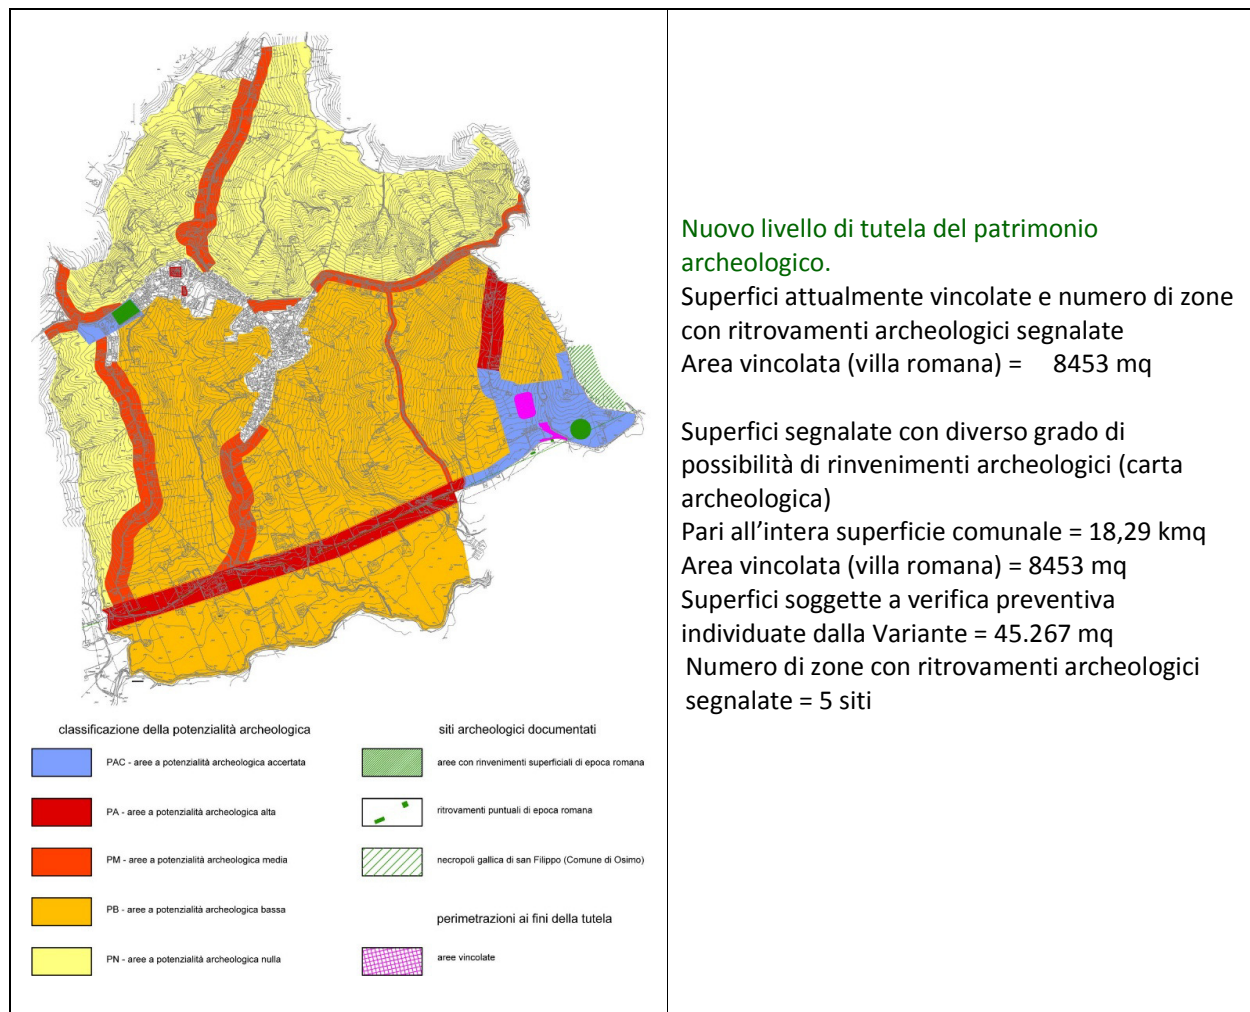 classificazione della potenzialità archeologica
PAC - aree a potenzialità archeologica accertata
PA - aree a potenzialità archeologica alta
PM - aree a potenzialità archeologica media
PB - aree a potenzialità archeologica bassa
PN - aree a potenzialità archeologica nulla
siti archeologici documentati
aree con rinvenimenti superficiali di epoca romana
ritrovamenti puntuali di epoca romana
necropoli gallica di san Filippo (Comune di Osimo)
perimetrazioni ai fini della tutela
aree vincolate
Nuovo livello di tutela del patrimonio
archeologico.
Superfici attualmente vincolate e numero di zone
con ritrovamenti archeologici segnalate
Area vincolata (villa romana) = 8453 mq
Superfici segnalate con diverso grado di
possibilità di rinvenimenti archeologici (carta
archeologica)
Pari all’intera superficie comunale = 18,29 kmq
Area vincolata (villa romana) = 8453 mq
Superfici soggette a verifica preventiva
individuate dalla Variante = 45.267 mq
Numero di zone con ritrovamenti archeologici
segnalate = 5 siti